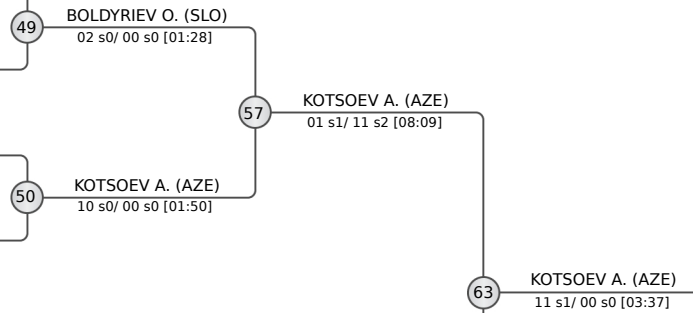 49
BOLDYRIEV O. (SLO)
02 s0/ 00 s0 [01:28]
57
KOTSOEV A. (AZE)
01 s1/ 11 s2 [08:09]
50
KOTSOEV A. (AZE)
10 s0/ 00 s0 [01:50]
63
KOTSOEV A. (AZE)
11 s1/ 00 s0 [03:37]